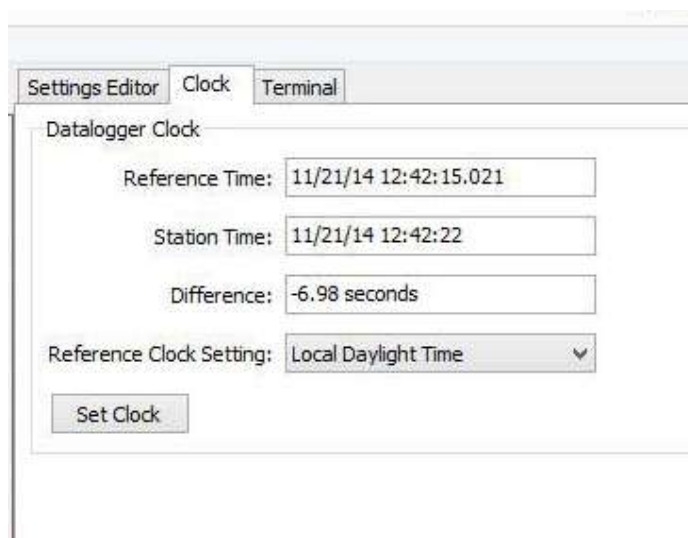 Settings Editor Clock Terminal
Datalogger Clock
Reference Time: 11/21/14 12:42:15.021
Station Time: 11/21/14 12:42:22
Difference: -6.98 seconds
Reference Clock Setting: Local Daylight Time
Set Clock